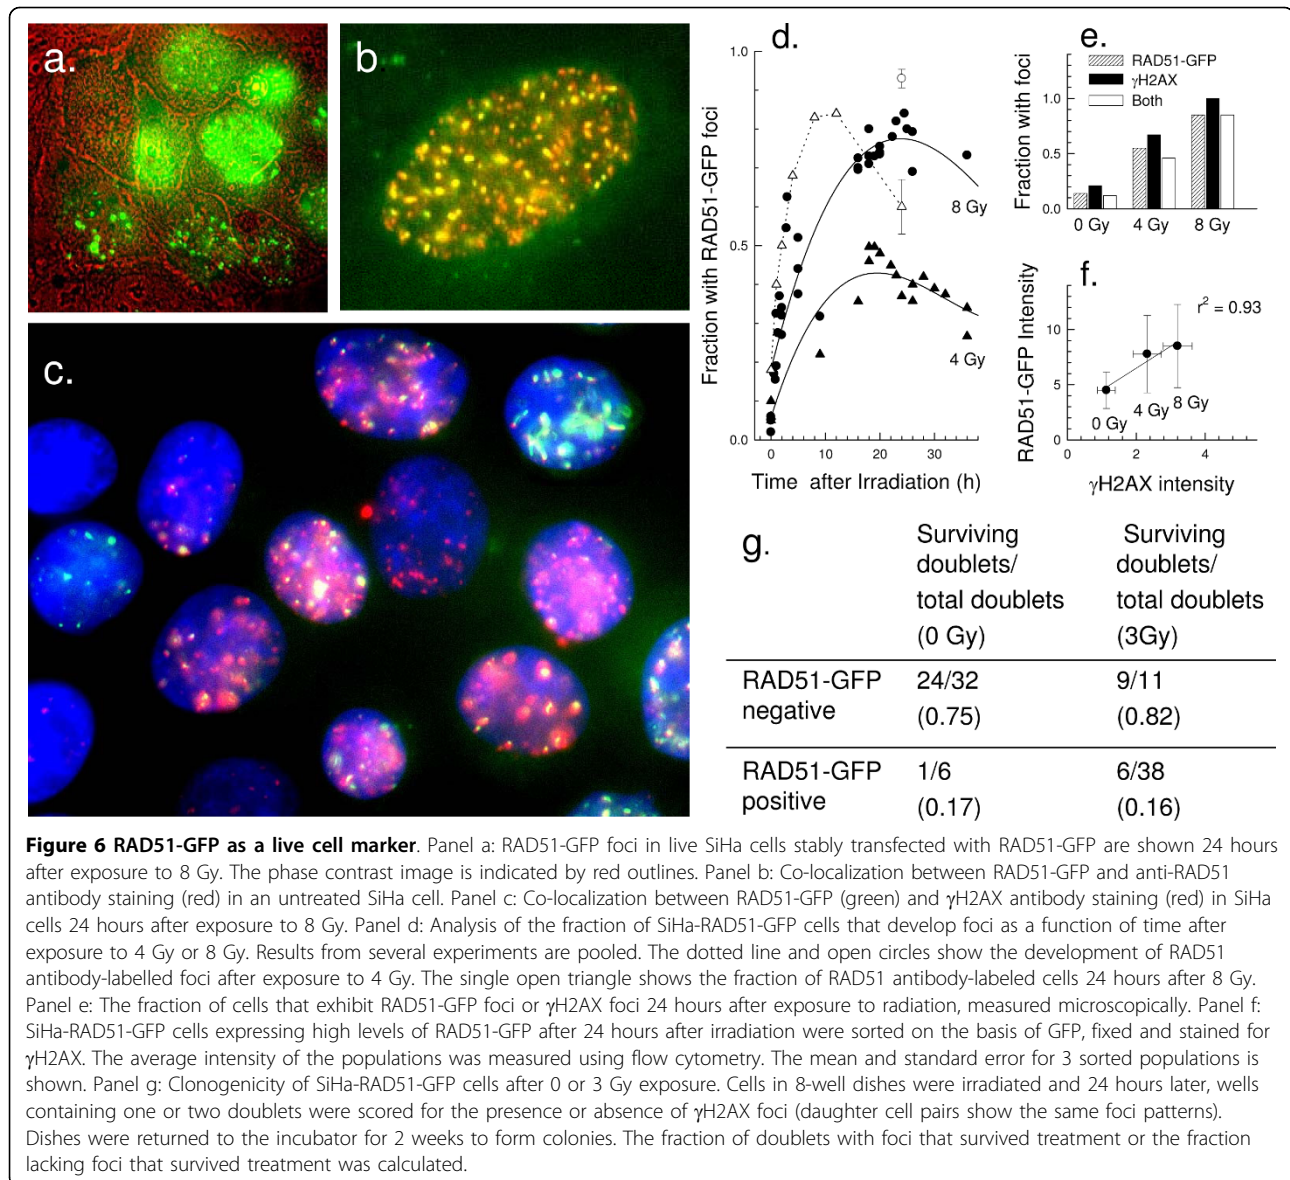 a.
b.
c.
d.
Fraction with RAD51-GFP foci
1.0
0.5
0.0
0
10
20
30
8 Gy
4 Gy
Time after Irradiation (h)
e.
RAD51-GFP
γH2AX
Both
Fraction with foci
1.0
0.5
0.0
0 Gy
4 Gy
8 Gy
f.
RAD51-GFP Intensity
r² = 0.93
10
5
0
0 Gy
4 Gy
8 Gy
0
2
4
γH2AX intensity
g.
Surviving Surviving
doublets/ doublets/
total doublets total doublets
(0 Gy) (3Gy)
RAD51-GFP 24/32 9/11
negative (0.75) (0.82)
RAD51-GFP 1/6 6/38
positive (0.17) (0.16)
Figure 6 RAD51-GFP as a live cell marker. Panel a: RAD51-GFP foci in live SiHa cells stably transfected with RAD51-GFP are shown 24 hours
after exposure to 8 Gy. The phase contrast image is indicated by red outlines. Panel b: Co-localization between RAD51-GFP and anti-RAD51
antibody staining (red) in an untreated SiHa cell. Panel c: Co-localization between RAD51-GFP (green) and γH2AX antibody staining (red) in SiHa
cells 24 hours after exposure to 8 Gy. Panel d: Analysis of the fraction of SiHa-RAD51-GFP cells that develop foci as a function of time after
exposure to 4 Gy or 8 Gy. Results from several experiments are pooled. The dotted line and open circles show the development of RAD51
antibody-labelled foci after exposure to 4 Gy. The single open triangle shows the fraction of RAD51 antibody-labeled cells 24 hours after 8 Gy.
Panel e: The fraction of cells that exhibit RAD51-GFP foci or γH2AX foci 24 hours after exposure to radiation, measured microscopically. Panel f:
SiHa-RAD51-GFP cells expressing high levels of RAD51-GFP after 24 hours after irradiation were sorted on the basis of GFP, fixed and stained for
γH2AX. The average intensity of the populations was measured using flow cytometry. The mean and standard error for 3 sorted populations is
shown. Panel g: Clonogenicity of SiHa-RAD51-GFP cells after 0 or 3 Gy exposure. Cells in 8-well dishes were irradiated and 24 hours later, wells
containing one or two doublets were scored for the presence or absence of γH2AX foci (daughter cell pairs show the same foci patterns).
Dishes were returned to the incubator for 2 weeks to form colonies. The fraction of doublets with foci that survived treatment or the fraction
lacking foci that survived treatment was calculated.